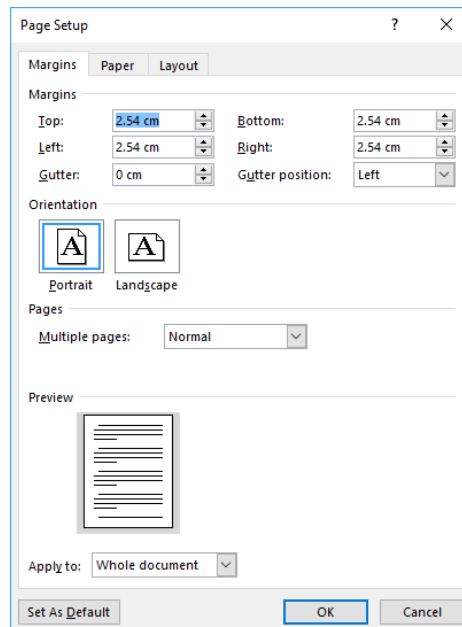 Page Setup ?
Margins Paper Layout
Margins
Top: 2.54 cm Bottom: 2.54 cm
Left: 2.54 cm Right: 2.54 cm
Gutter: 0 cm Gutter position: Left
Orientation
A A
Portrait Landscape
Pages
Multiple pages: Normal
Preview
Apply to: Whole document
Set As Default OK Cancel